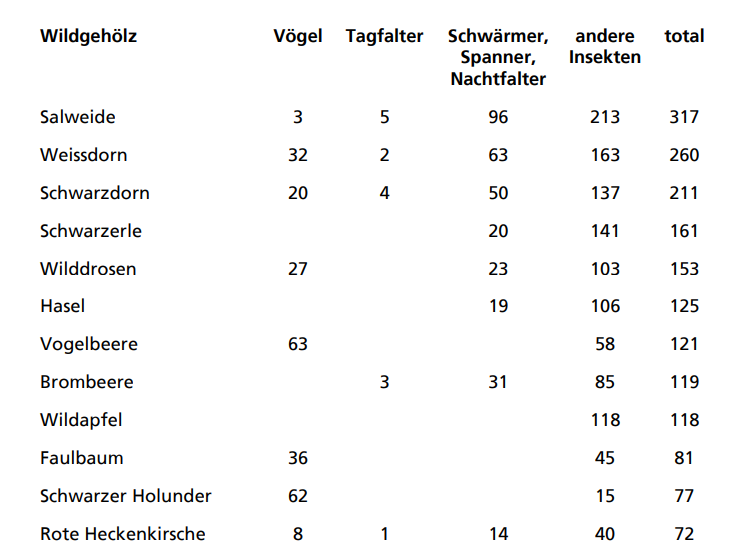 Wildgehölz Vögel Tagfalter Schwärmer, andere total
Spanner, Insekten
Nachtfalter
Salweide 3 5 96 213 317
Weissdorn 32 2 63 163 260
Schwarzdorn 20 4 50 137 211
Schwarzerle 20 141 161
Wilddrosen 27 23 103 153
Hasel 19 106 125
Vogelbeere 63 58 121
Brombeere 3 31 85 119
Wildapfel 118 118
Faulbaum 36 45 81
Schwarzer Holunder 62 15 77
Rote Heckenkirsche 8 1 14 40 72